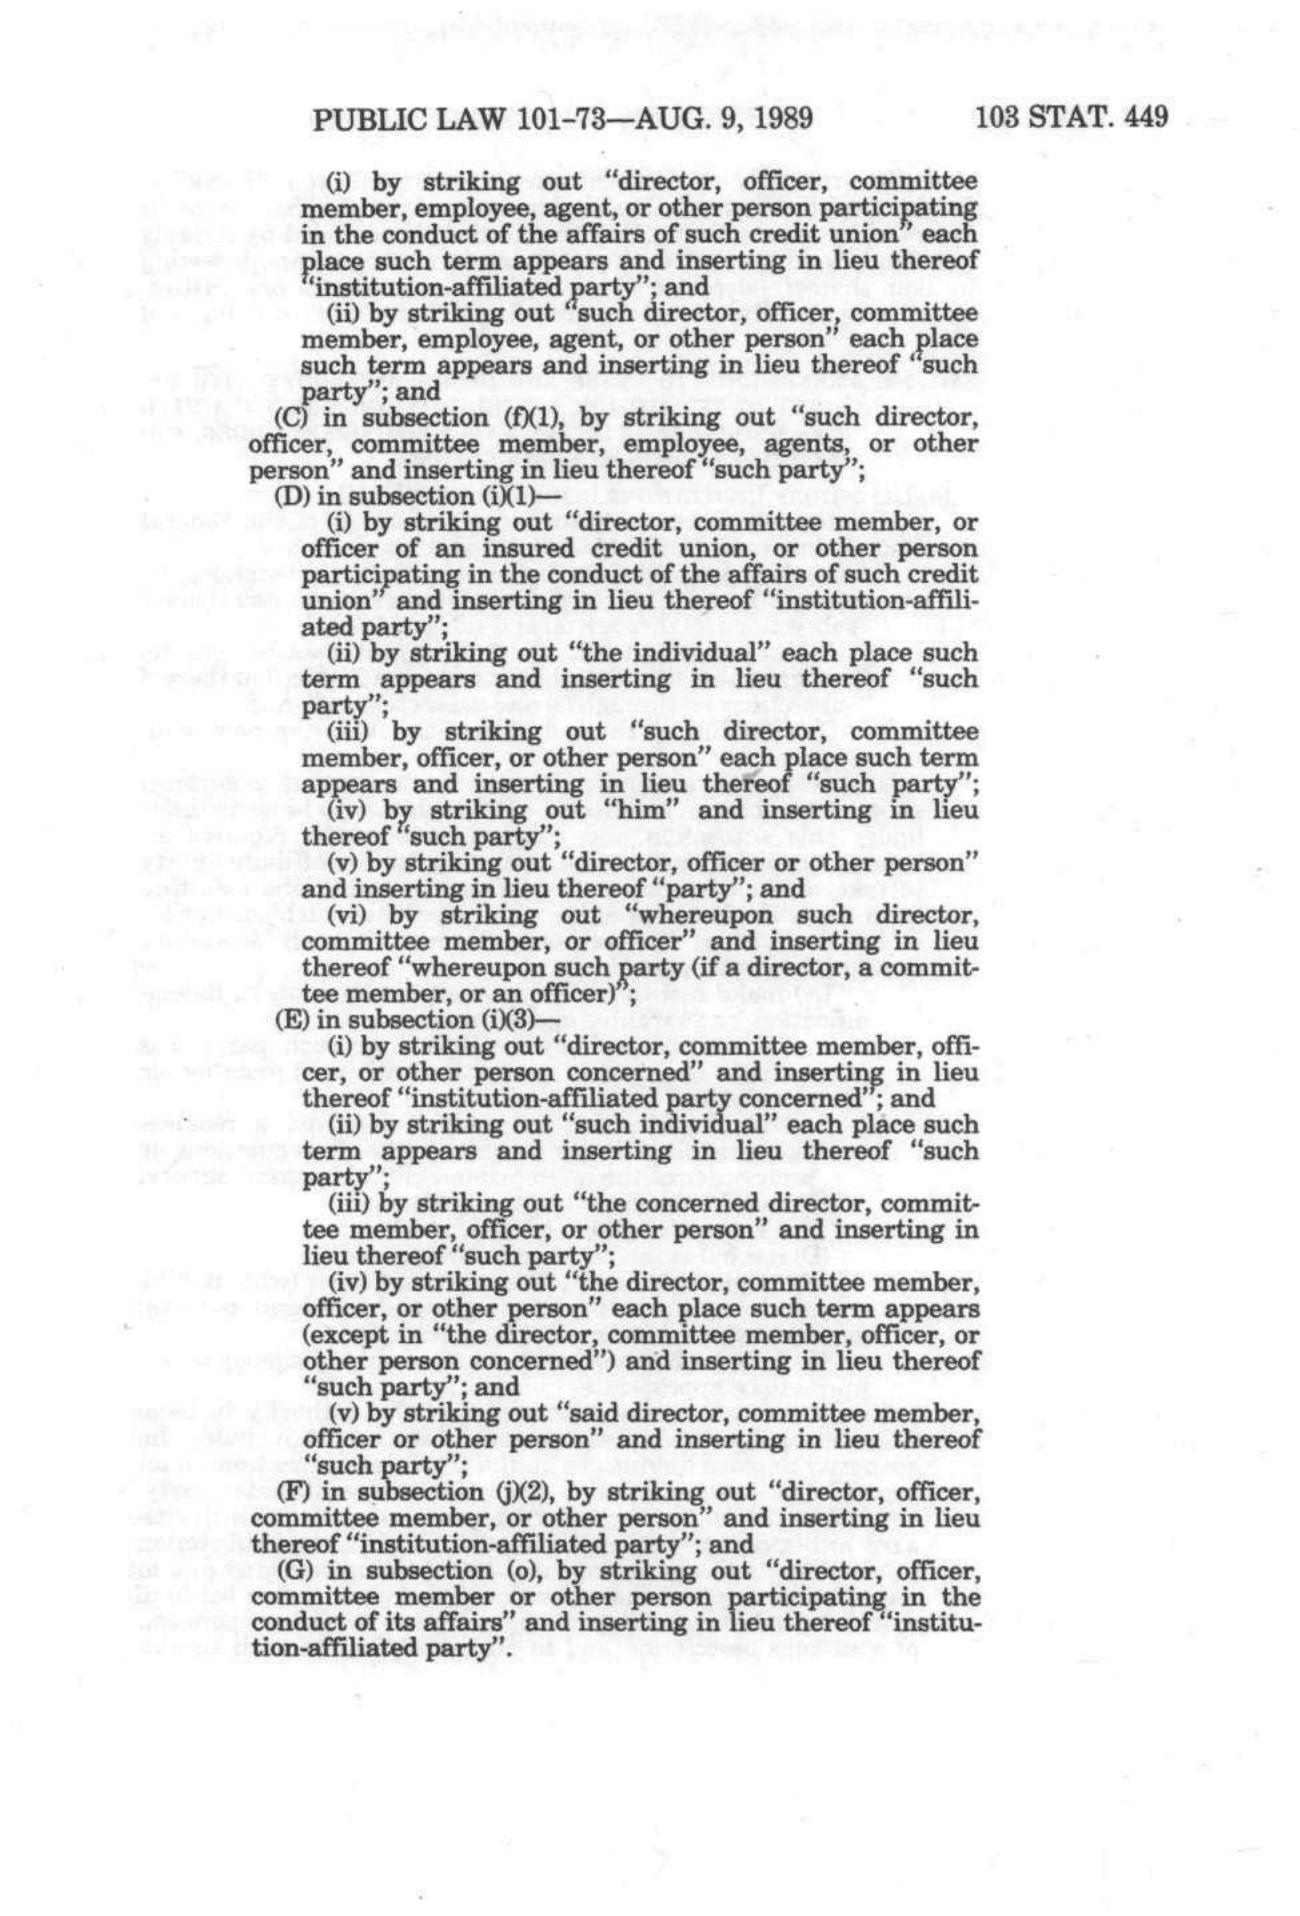 PUBLIC LAW 101–73—AUG. 9, 1989 103 STAT. 449
(i) by striking out “director, officer, committee
member, employee, agent, or other person participating
in the conduct of the affairs of such credit union” each
place such term appears and inserting in lieu thereof
“institution-affiliated party”; and
(ii) by striking out “such director, officer, committee
member, employee, agent, or other person” each place
such term appears and inserting in lieu thereof “such
party”; and
(C) in subsection (f)(1), by striking out “such director,
officer, committee member, employee, agents, or other
person” and inserting in lieu thereof “such party”;
(D) in subsection (i)(1)—
(i) by striking out “director, committee member, or
officer of an insured credit union, or other person
participating in the conduct of the affairs of such credit
union” and inserting in lieu thereof “institution-affili-
ated party”;
(ii) by striking out “the individual” each place such
term appears and inserting in lieu thereof “such
party”;
(iii) by striking out “such director, committee
member, officer, or other person” each place such term
appears and inserting in lieu thereof “such party”;
(iv) by striking out “him” and inserting in lieu
thereof “such party”;
(v) by striking out “director, officer or other person”
and inserting in lieu thereof “party”; and
(vi) by striking out “whereupon such director,
committee member, or officer” and inserting in lieu
thereof “whereupon such party (if a director, a commit-
tee member, or an officer)”;
(E) in subsection (i)(3)—
(i) by striking out “director, committee member, offi-
cer, or other person concerned” and inserting in lieu
thereof “institution-affiliated party concerned”; and
(ii) by striking out “such individual” each place such
term appears and inserting in lieu thereof “such
party”;
(iii) by striking out “the concerned director, commit-
tee member, officer, or other person” and inserting in
lieu thereof “such party”;
(iv) by striking out “the director, committee member,
officer, or other person” each place such term appears
(except in “the director, committee member, officer, or
other person concerned”) and inserting in lieu thereof
“such party”; and
(v) by striking out “said director, committee member,
officer or other person” and inserting in lieu thereof
“such party”;
(F) in subsection (j)(2), by striking out “director, officer,
committee member, or other person” and inserting in lieu
thereof “institution-affiliated party”; and
(G) in subsection (o), by striking out “director, officer,
committee member or other person participating in the
conduct of its affairs” and inserting in lieu thereof “institu-
tion-affiliated party”.